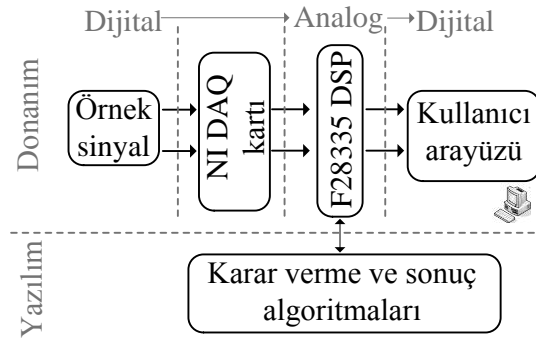 Dijital
Analog
Dijital
Donanım
Örnek
sinyal
NI DAQ
kartı
F28335 DSP
Kullanıcı
arayüzü
Yazılım
Karar verme ve sonuç
algoritmaları